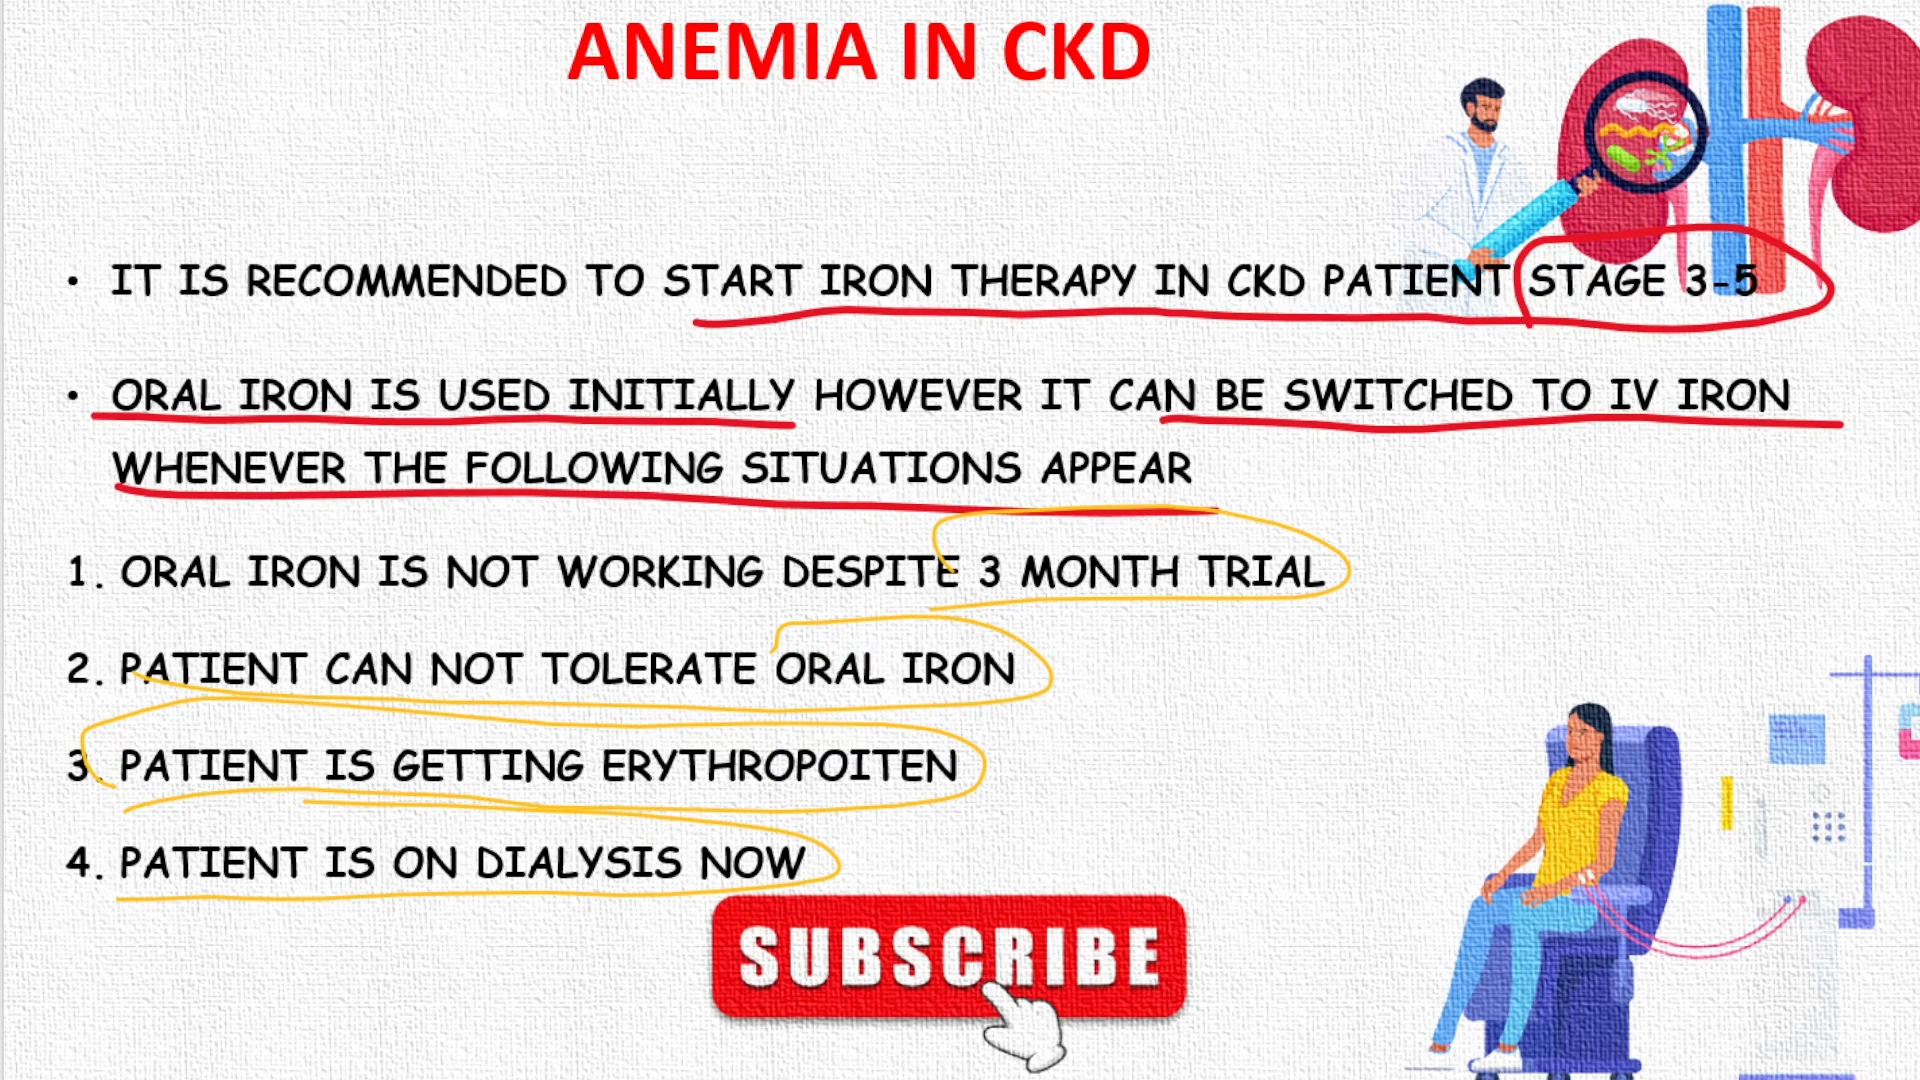 ANEMIA IN CKD
• IT IS RECOMMENDED TO START IRON THERAPY IN CKD PATIENT STAGE 3-5
• ORAL IRON IS USED INITIALLY HOWEVER IT CAN BE SWITCHED TO IV IRON
WHENEVER THE FOLLOWING SITUATIONS APPEAR
1. ORAL IRON IS NOT WORKING DESPITE 3 MONTH TRIAL
2. PATIENT CAN NOT TOLERATE ORAL IRON
3. PATIENT IS GETTING ERYTHROPOITEN
4. PATIENT IS ON DIALYSIS NOW
SUBSCRIBE